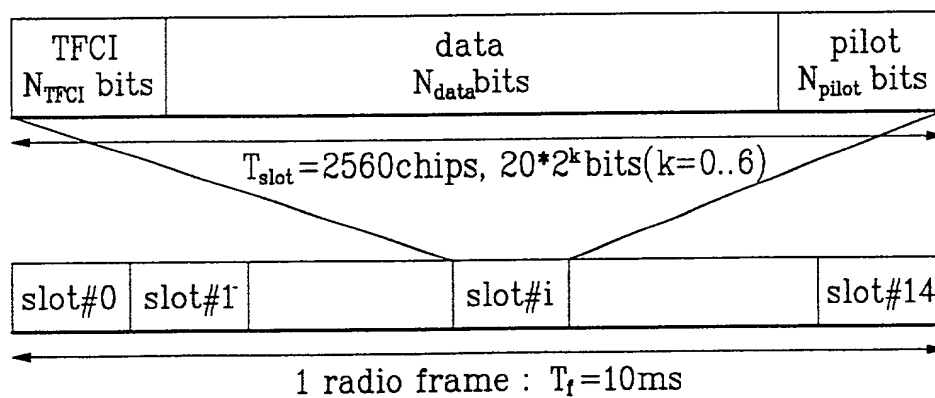 TFCI data pilot
N_TFCI bits N_data bits N_pilot bits
T_slot=2560chips, 20*2^k bits(k=0..6)
slot#0 slot#1 slot#i slot#14
1 radio frame : T_f=10ms